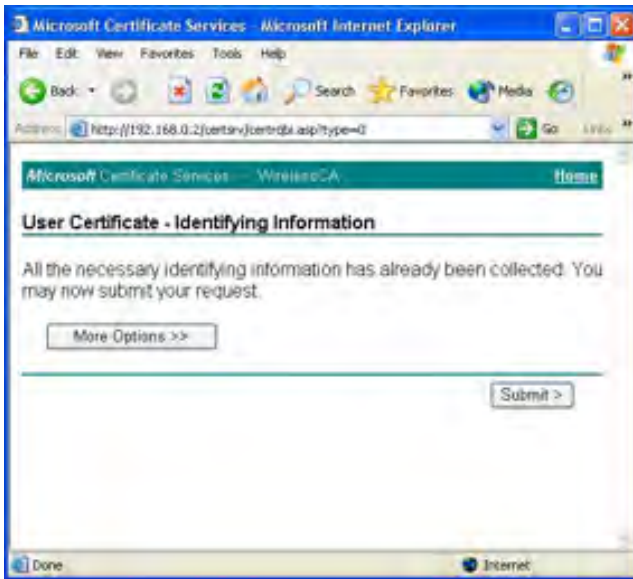 Microsoft Certificate Services - Microsoft Internet Explorer
File Edit View Favorites Tools Help
Back Search Favorites Media
Address http://192.168.0.2/certsrv/certrqbi.asp?type=0 Go Links
Microsoft Certificate Services -- WirelessCA Home
User Certificate - Identifying Information
All the necessary identifying information has already been collected. You
may now submit your request.
More Options >>
Submit >
Done Internet